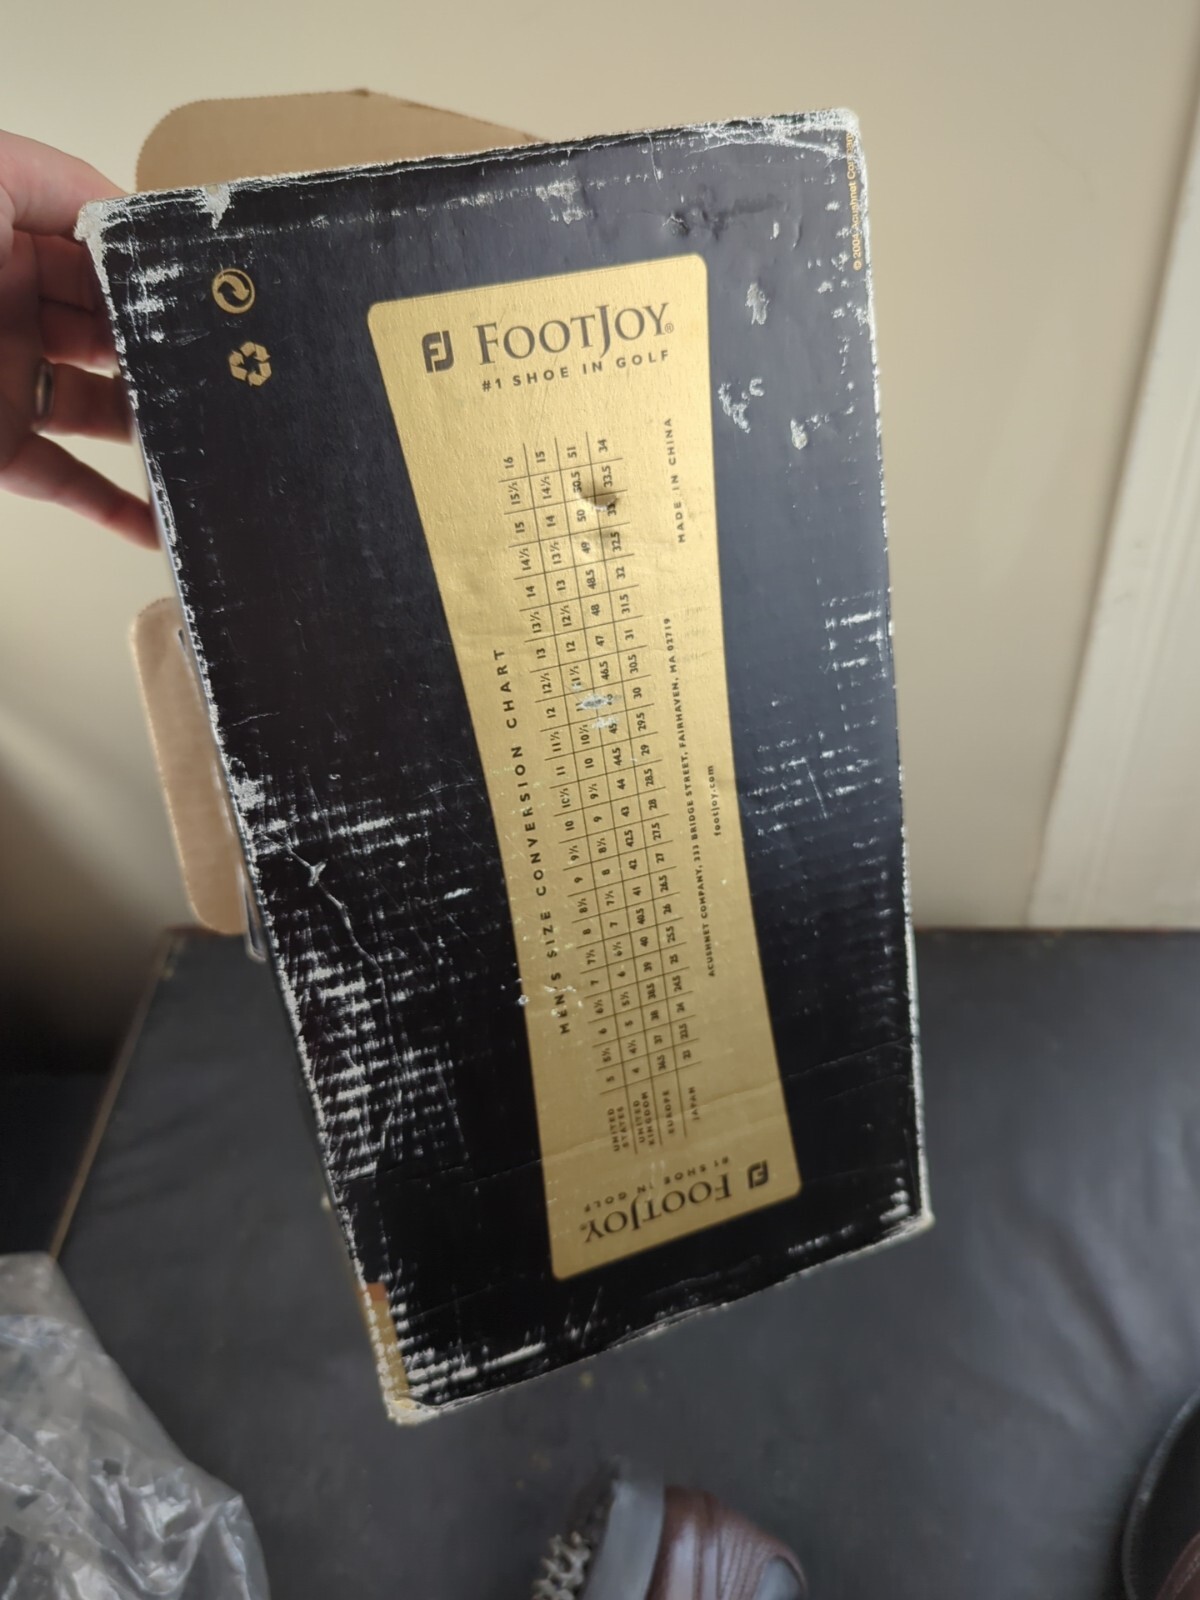 © 2004 Acushnet Company
FJ FOOTJOY®
#1 SHOE IN GOLF
MEN'S SIZE CONVERSION CHART
UNITED STATES 5 5½ 6 6½ 7 7½ 8 8½ 9 9½ 10 10½ 11 11½ 12 12½ 13 13½ 14 14½ 15 15½ 16
UNITED KINGDOM 4 4½ 5 5½ 6 6½ 7 7½ 8 8½ 9 9½ 10 10½ 11 11½ 12 12½ 13 13½ 14 14½ 15
EUROPE 36.5 37 38 38.5 39 40 40.5 41 42 42.5 43 44 44.5 45 46.5 47 48 48.5 49 50 50.5 51
JAPAN 23 23.5 24 24.5 25 25.5 26 26.5 27 27.5 28 28.5 29 29.5 30 30.5 31 31.5 32 32.5 33 33.5 34
ACUSHNET COMPANY, 333 BRIDGE STREET, FAIRHAVEN, MA 02719 MADE IN CHINA
footjoy.com
FJ FOOTJOY®
#1 SHOE IN GOLF